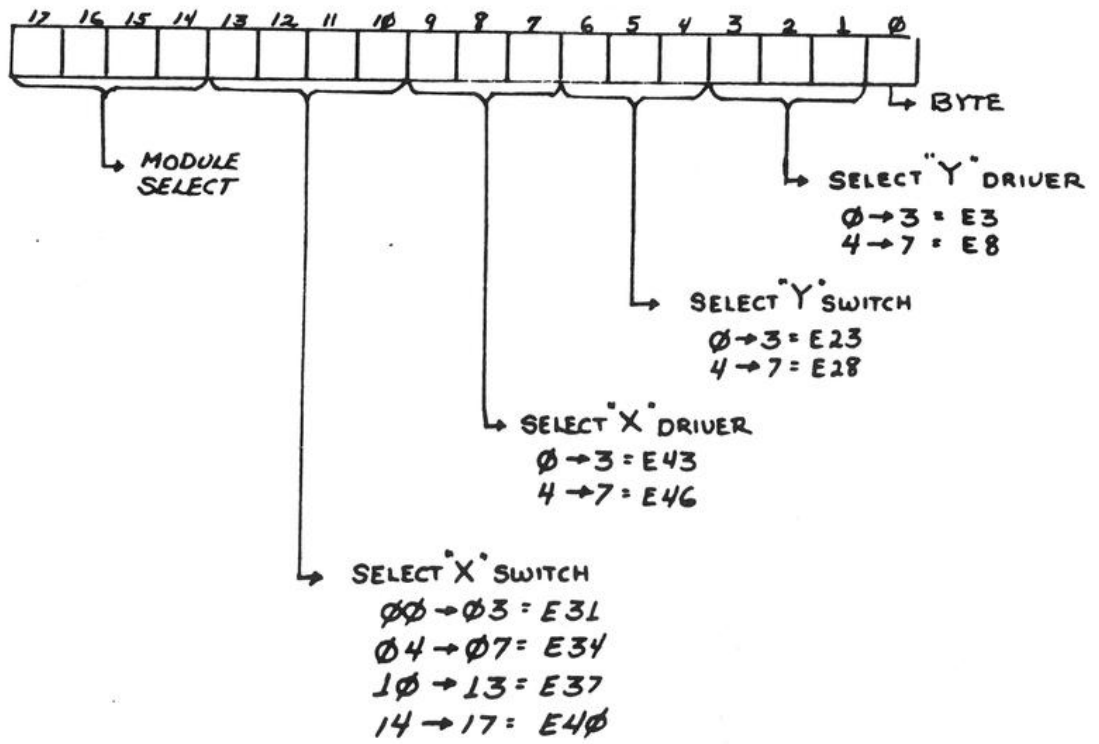 17 16 15 14 13 12 11 1Ø 9 8 7 6 5 4 3 2 1 Ø
BYTE
MODULE
SELECT
SELECT "Y" DRIVER
Ø→3 = E3
4→7 = E8
SELECT "Y" SWITCH
Ø→3 = E23
4→7 = E28
SELECT "X" DRIVER
Ø→3 = E43
4→7 = E46
SELECT "X" SWITCH
ØØ→Ø3 = E31
Ø4→Ø7 = E34
1Ø→13 = E37
14→17 = E4Ø